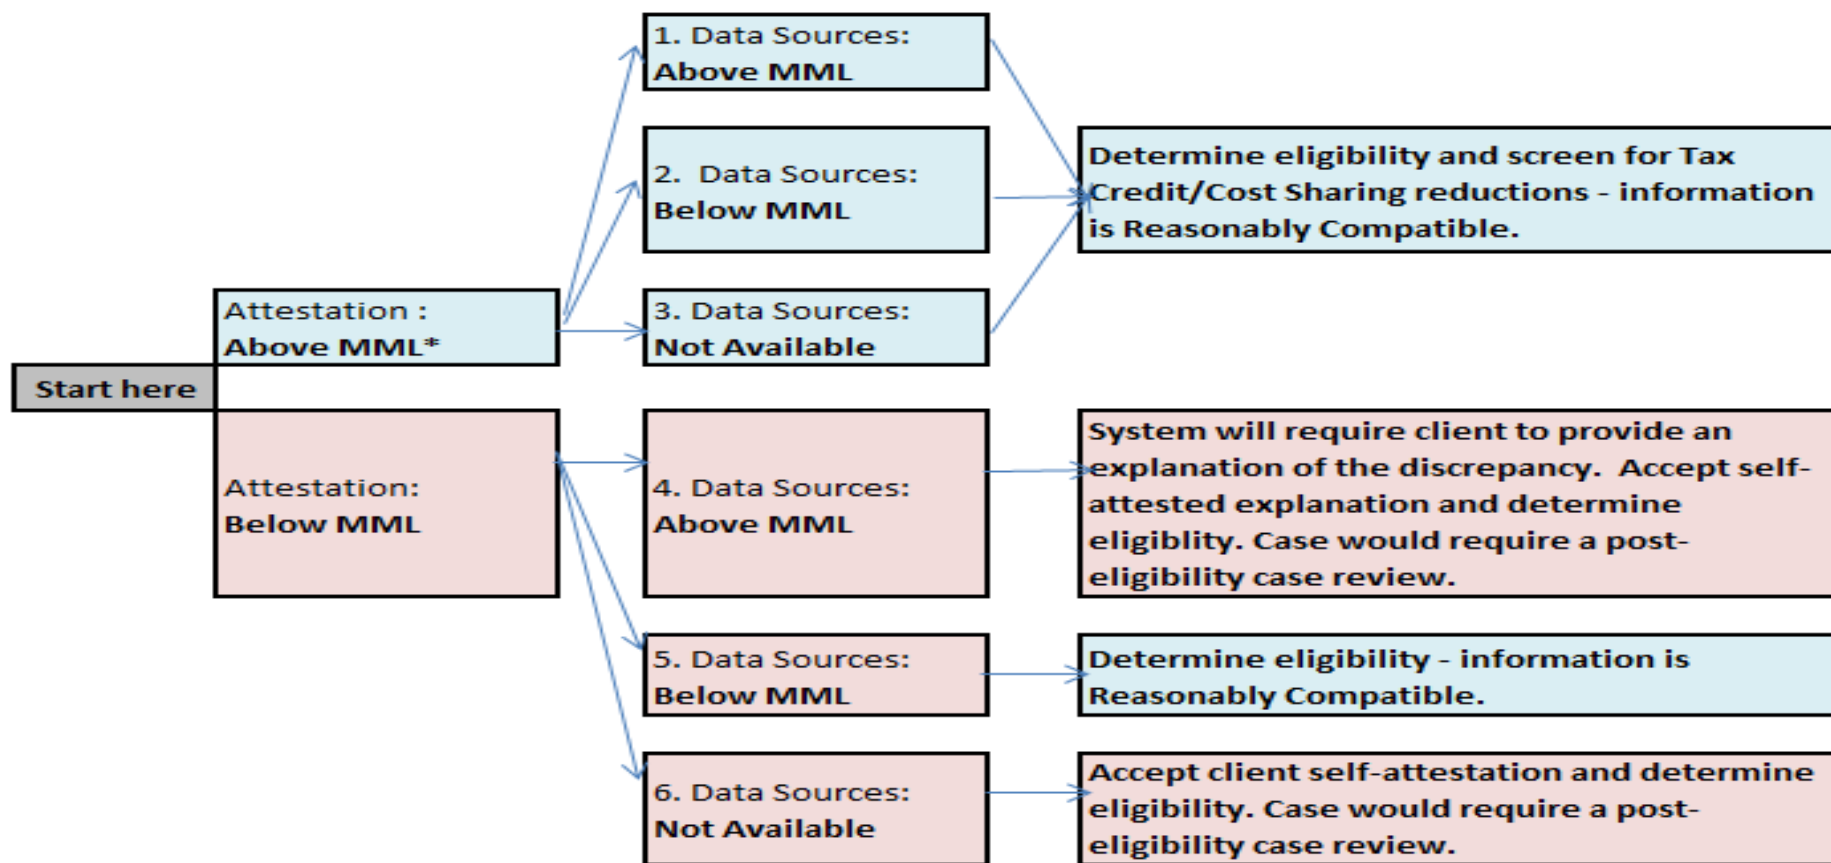 1. Data Sources:
Above MML
2.  Data Sources:
Below MML
Determine eligibility and screen for Tax
Credit/Cost Sharing reductions - information
is Reasonably Compatible.
Attestation :
Above MML*
3. Data Sources:
Not Available
Start here
Attestation:
Below MML
4. Data Sources:
Above MML
System will require client to provide an
explanation of the discrepancy.  Accept self-
attested explanation and determine
eligiblity. Case would require a post-
eligibility case review.
5. Data Sources:
Below MML
Determine eligibility - information is
Reasonably Compatible.
6. Data Sources:
Not Available
Accept client self-attestation and determine
eligibility. Case would require a post-
eligibility case review.